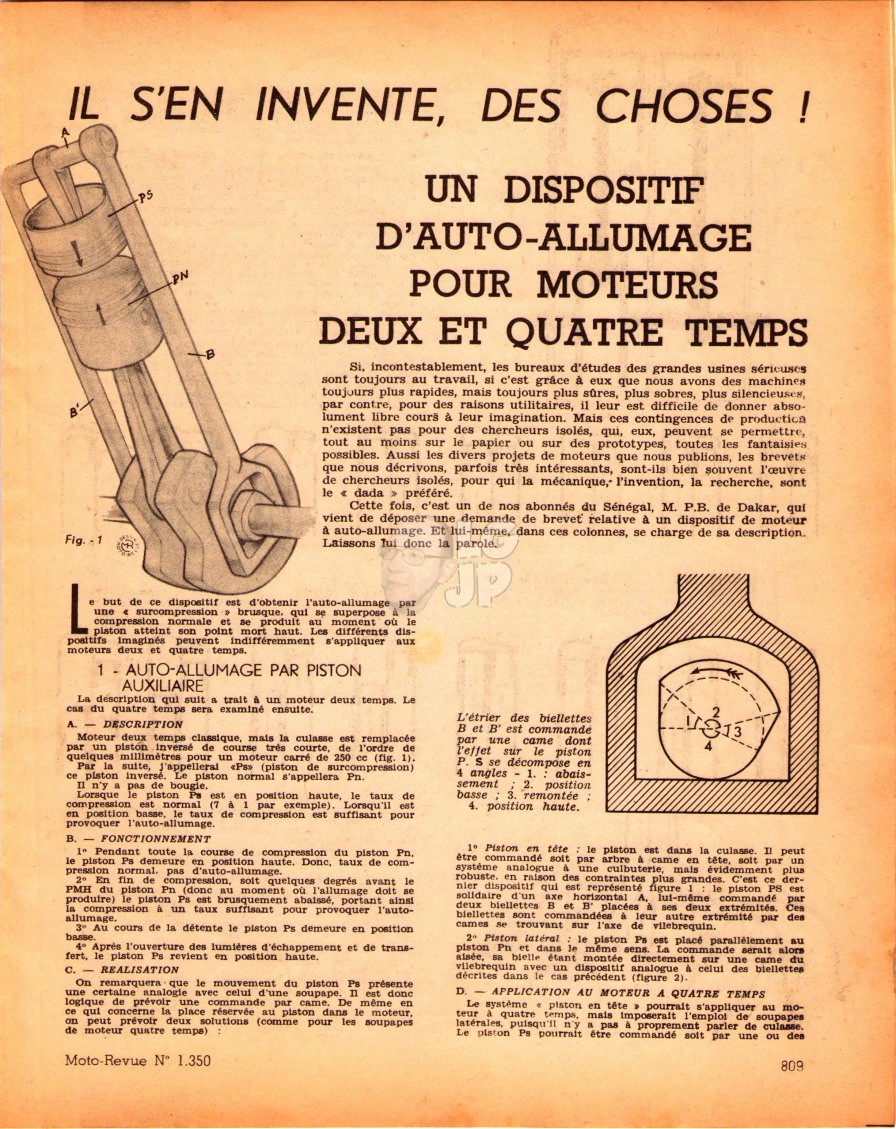 IL S'EN INVENTE, DES CHOSES !
A
PS
PN
B
B'
Fig. - 1
UN DISPOSITIF
D'AUTO-ALLUMAGE
POUR MOTEURS
DEUX ET QUATRE TEMPS
Si, incontestablement, les bureaux d'études des grandes usines sérieuses
sont toujours au travail, si c'est grâce à eux que nous avons des machines
toujours plus rapides, mais toujours plus sûres, plus sobres, plus silencieuses,
par contre, pour des raisons utilitaires, il leur est difficile de donner abso-
lument libre cours à leur imagination. Mais ces contingences de production
n'existent pas pour des chercheurs isolés, qui, eux, peuvent se permettre,
tout au moins sur le papier ou sur des prototypes, toutes les fantaisies
possibles. Aussi les divers projets de moteurs que nous publions, les brevets
que nous décrivons, parfois très intéressants, sont-ils bien souvent l'œuvre
de chercheurs isolés, pour qui la mécanique, l'invention, la recherche, sont
le « dada » préféré.
Cette fois, c'est un de nos abonnés du Sénégal, M. P.B. de Dakar, qui
vient de déposer une demande de brevet relative à un dispositif de moteur
à auto-allumage. Et lui-même, dans ces colonnes, se charge de sa description.
Laissons lui donc la parole.
JP
Le but de ce dispositif est d'obtenir l'auto-allumage par
une « surcompression » brusque, qui se superpose à la
compression normale et se produit au moment où le
piston atteint son point mort haut. Les différents dis-
positifs imaginés peuvent indifféremment s'appliquer aux
moteurs deux et quatre temps.
1 - AUTO-ALLUMAGE PAR PISTON
AUXILIAIRE
La description qui suit a trait à un moteur deux temps. Le
cas du quatre temps sera examiné ensuite.
A. — DESCRIPTION
Moteur deux temps classique, mais la culasse est remplacée
par un piston inversé de course très courte, de l'ordre de
quelques millimètres pour un moteur carré de 250 cc (fig. 1).
Par la suite, j'appellerai «Ps» (piston de surcompression)
ce piston inversé. Le piston normal s'appellera Pn.
Il n'y a pas de bougie.
Lorsque le piston Ps est en position haute, le taux de
compression est normal (7 à 1 par exemple). Lorsqu'il est
en position basse, le taux de compression est suffisant pour
provoquer l'auto-allumage.
B. — FONCTIONNEMENT
1° Pendant toute la course de compression du piston Pn,
le piston Ps demeure en position haute. Donc, taux de com-
pression normal, pas d'auto-allumage.
2° En fin de compression, soit quelques degrés avant le
PMH du piston Pn (donc au moment où l'allumage doit se
produire) le piston Ps est brusquement abaissé, portant ainsi
la compression à un taux suffisant pour provoquer l'auto-
allumage.
3° Au cours de la détente le piston Ps demeure en position
basse.
4° Après l'ouverture des lumières d'échappement et de trans-
fert, le piston Ps revient en position haute.
C. — REALISATION
On remarquera que le mouvement du piston Ps présente
une certaine analogie avec celui d'une soupape. Il est donc
logique de prévoir une commande par came. De même en
ce qui concerne la place réservée au piston dans le moteur,
on peut prévoir deux solutions (comme pour les soupapes
de moteur quatre temps) :
L'étrier des biellettes
B et B' est commandé
par une came dont
l'effet sur le piston
P. S se décompose en
4 angles - 1. : abais-
sement ; 2. position
basse ; 3. remontée ;
4. position haute.
1
2
3
4
1° Piston en tête : le piston est dans la culasse. Il peut
être commandé soit par arbre à came en tête, soit par un
système analogue à une culbuterie, mais évidemment plus
robuste, en raison des contraintes plus grandes. C'est ce der-
nier dispositif qui est représenté figure 1 : le piston PS est
solidaire d'un axe horizontal A, lui-même commandé par
deux biellettes B et B' placées à ses deux extrémités. Ces
biellettes sont commandées à leur autre extrémité par des
cames se trouvant sur l'axe de vilebrequin.
2° Piston latéral : le piston Ps est placé parallèlement au
piston Pn et dans le même sens. La commande serait alors
aisée, sa bielle étant montée directement sur une came du
vilebrequin avec un dispositif analogue à celui des biellettes
décrites dans le cas précédent (figure 2).
D. — APPLICATION AU MOTEUR A QUATRE TEMPS
Le système « piston en tête » pourrait s'appliquer au mo-
teur à quatre temps, mais imposerait l'emploi de soupapes
latérales, puisqu'il n'y a pas à proprement parler de culasse.
Le piston Ps pourrait être commandé soit par une ou des
Moto-Revue N° 1.350
809